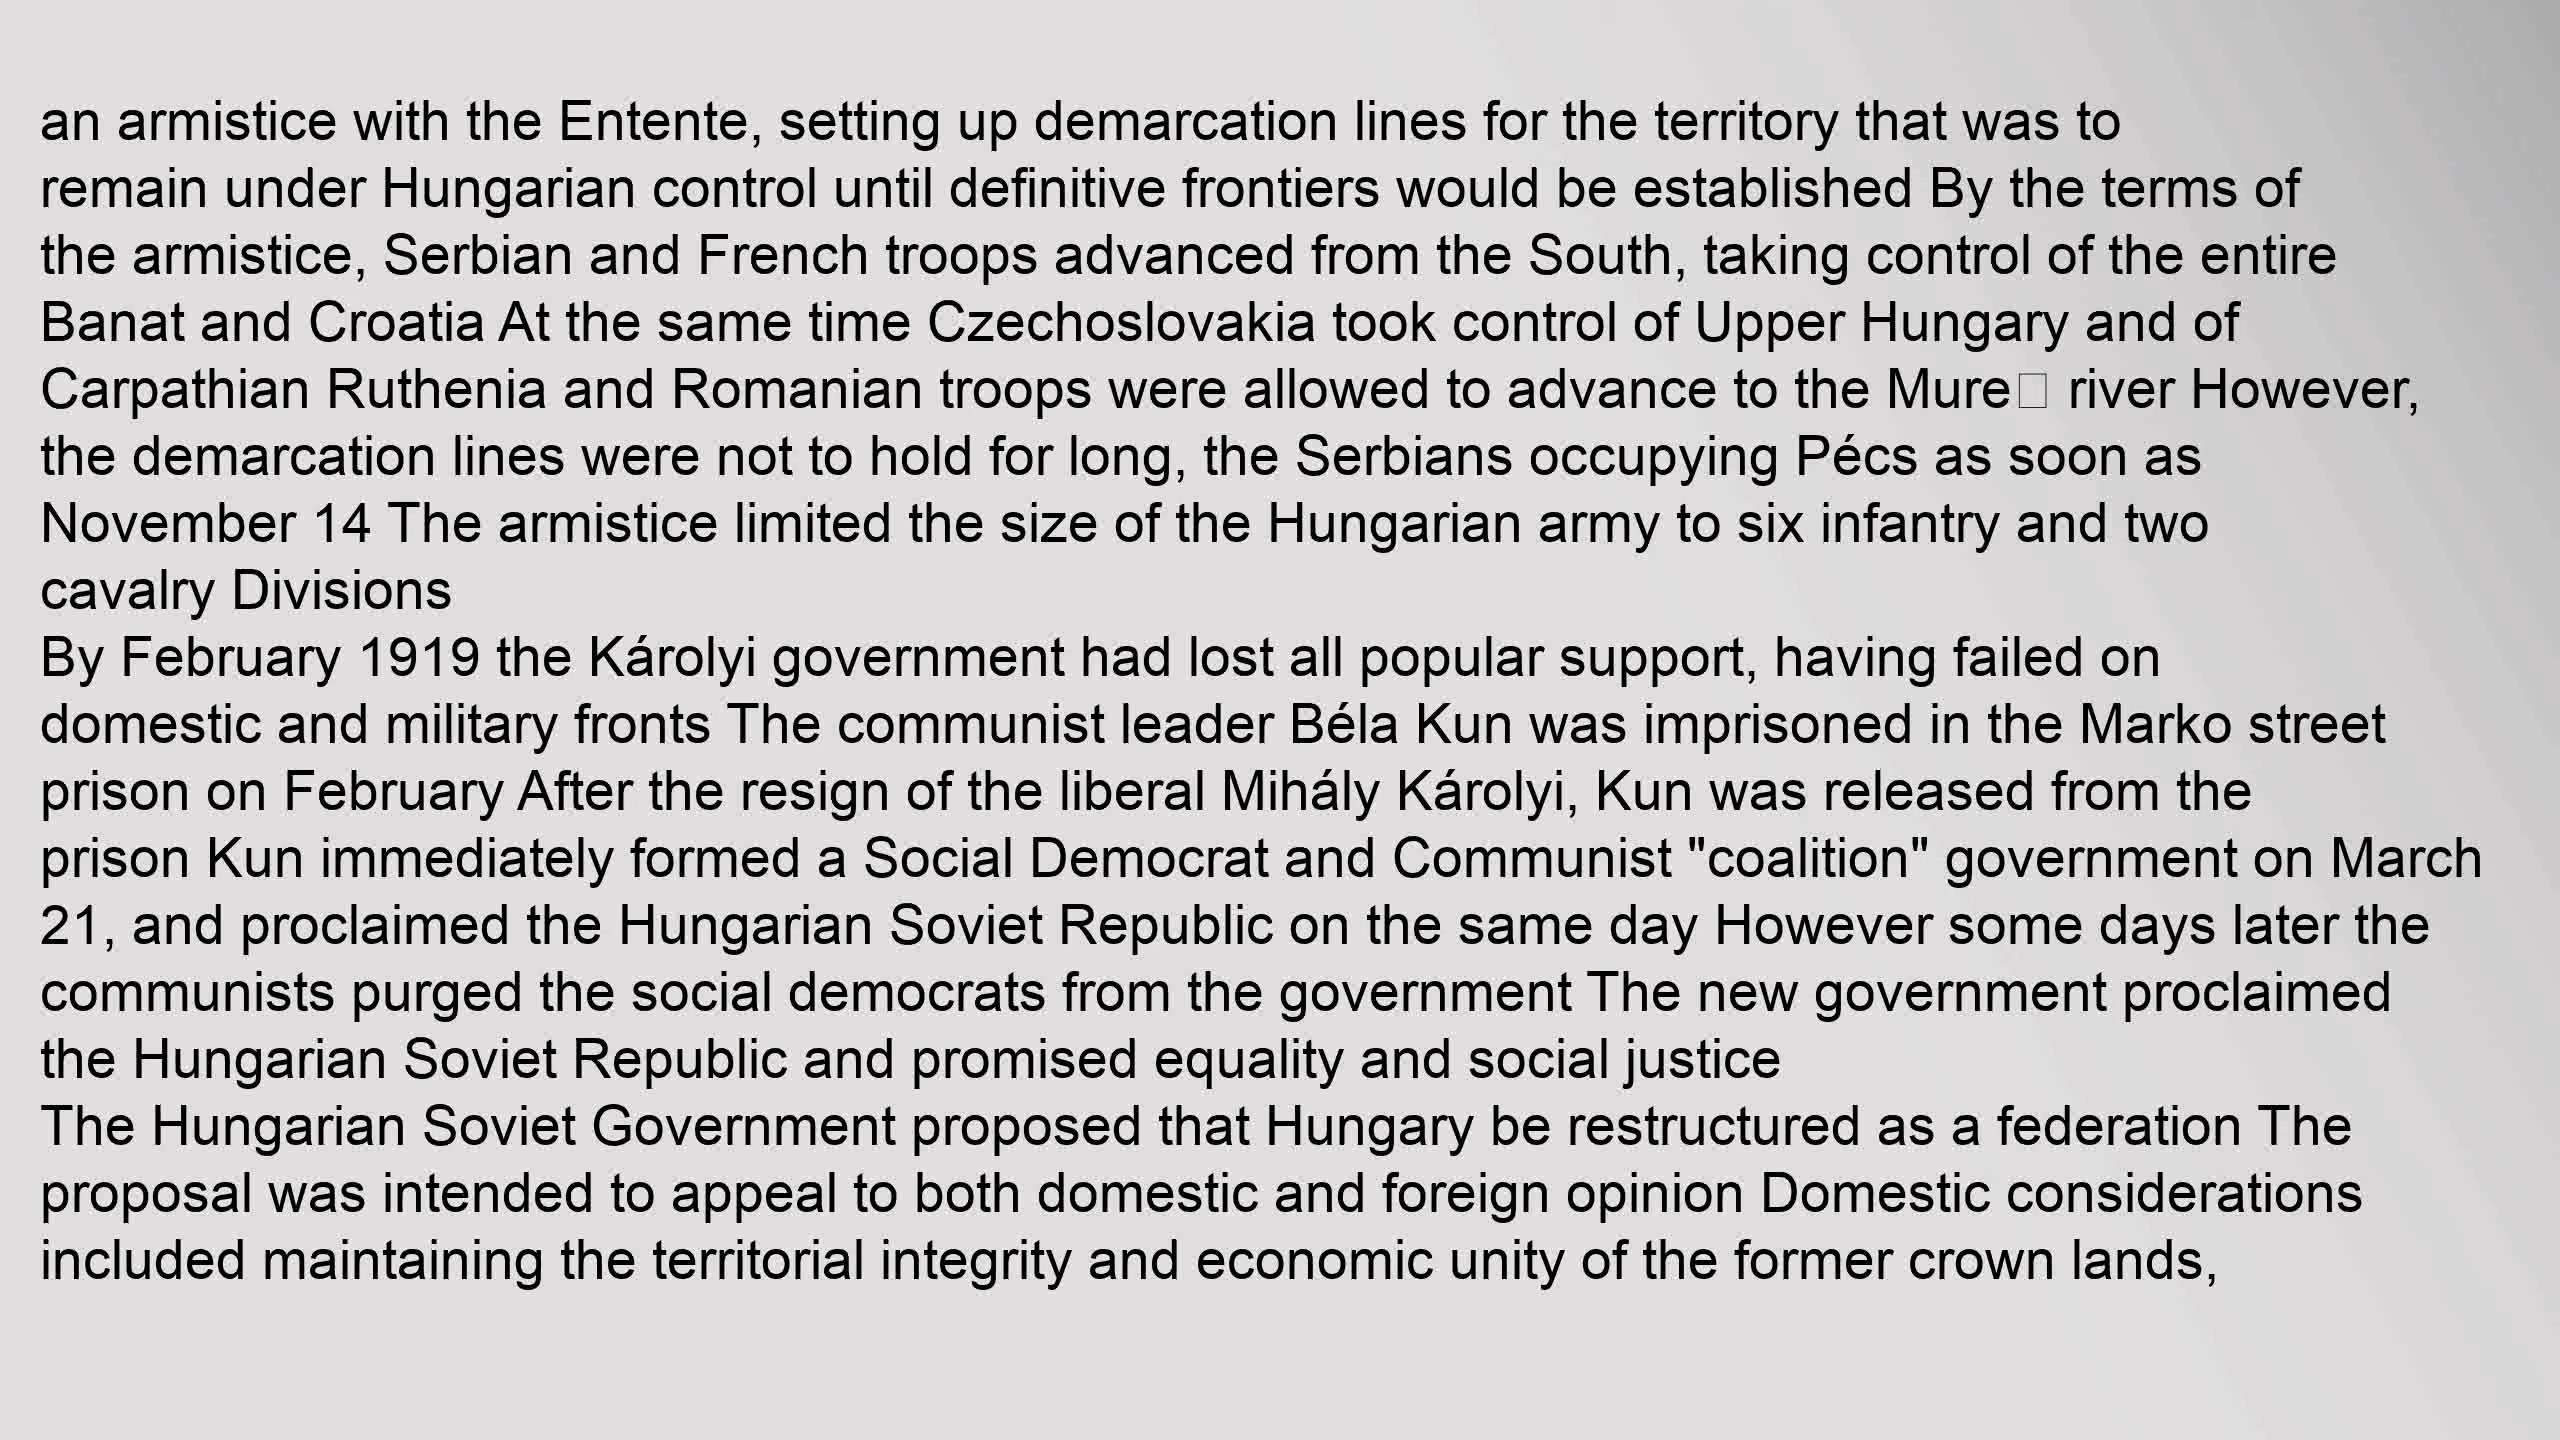 an armistice with the Entente, setting up demarcation lines for the territory that was to
remain under Hungarian control until definitive frontiers would be established By the terms of
the armistice, Serbian and French troops advanced from the South, taking control of the entire
Banat and Croatia At the same time Czechoslovakia took control of Upper Hungary and of
Carpathian Ruthenia and Romanian troops were allowed to advance to the Mure□ river However,
the demarcation lines were not to hold for long, the Serbians occupying Pécs as soon as
November 14 The armistice limited the size of the Hungarian army to six infantry and two
cavalry Divisions
By February 1919 the Károlyi government had lost all popular support, having failed on
domestic and military fronts The communist leader Béla Kun was imprisoned in the Marko street
prison on February After the resign of the liberal Mihály Károlyi, Kun was released from the
prison Kun immediately formed a Social Democrat and Communist "coalition" government on March
21, and proclaimed the Hungarian Soviet Republic on the same day However some days later the
communists purged the social democrats from the government The new government proclaimed
the Hungarian Soviet Republic and promised equality and social justice
The Hungarian Soviet Government proposed that Hungary be restructured as a federation The
proposal was intended to appeal to both domestic and foreign opinion Domestic considerations
included maintaining the territorial integrity and economic unity of the former crown lands,